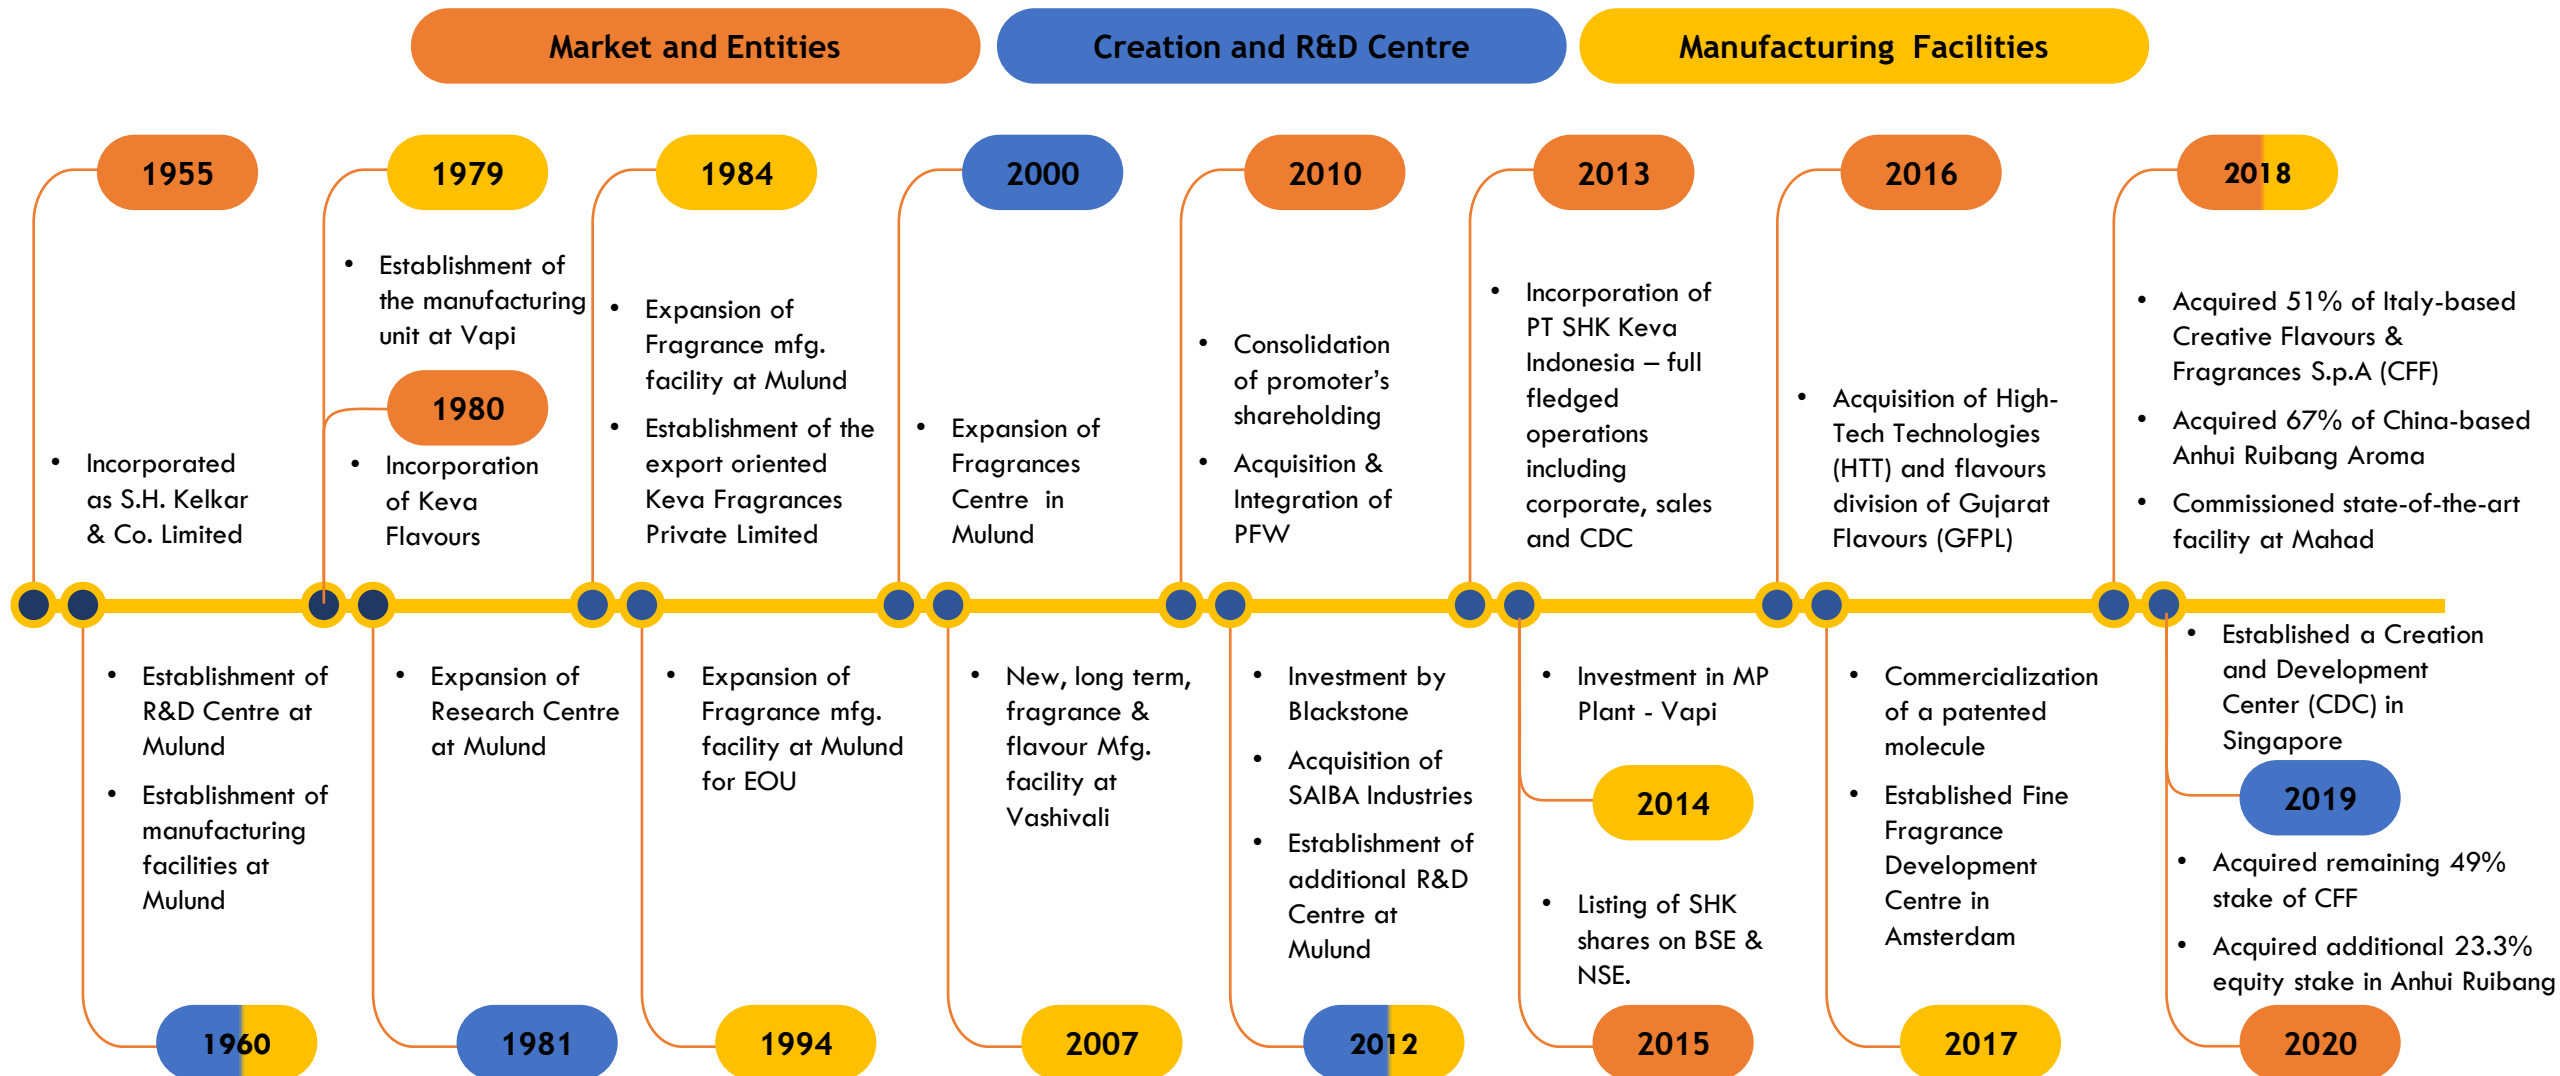 Market and Entities
Creation and R&D Centre
Manufacturing Facilities
1955
• Incorporated
as S.H. Kelkar
& Co. Limited
1979
• Establishment of
the manufacturing
unit at Vapi
1980
• Incorporation
of Keva
Flavours
1984
• Expansion of
Fragrance mfg.
facility at Mulund
• Establishment of the
export oriented
Keva Fragrances
Private Limited
2000
• Expansion of
Fragrances
Centre in
Mulund
2010
• Consolidation
of promoter’s
shareholding
• Acquisition &
Integration of
PFW
2013
• Incorporation of
PT SHK Keva
Indonesia – full
fledged
operations
including
corporate, sales
and CDC
2016
• Acquisition of High-
Tech Technologies
(HTT) and flavours
division of Gujarat
Flavours (GFPL)
2018
• Acquired 51% of Italy-based
Creative Flavours &
Fragrances S.p.A (CFF)
• Acquired 67% of China-based
Anhui Ruibang Aroma
• Commissioned state-of-the-art
facility at Mahad
• Establishment of
R&D Centre at
Mulund
• Establishment of
manufacturing
facilities at
Mulund
1960
• Expansion of
Research Centre
at Mulund
1981
• Expansion of
Fragrance mfg.
facility at Mulund
for EOU
1994
• New, long term,
fragrance &
flavour Mfg.
facility at
Vashivali
2007
• Investment by
Blackstone
• Acquisition of
SAIBA Industries
• Establishment of
additional R&D
Centre at
Mulund
2012
• Investment in MP
Plant - Vapi
2014
• Listing of SHK
shares on BSE &
NSE.
2015
• Commercialization
of a patented
molecule
• Established Fine
Fragrance
Development
Centre in
Amsterdam
2017
• Established a Creation
and Development
Center (CDC) in
Singapore
2019
• Acquired remaining 49%
stake of CFF
• Acquired additional 23.3%
equity stake in Anhui Ruibang
2020